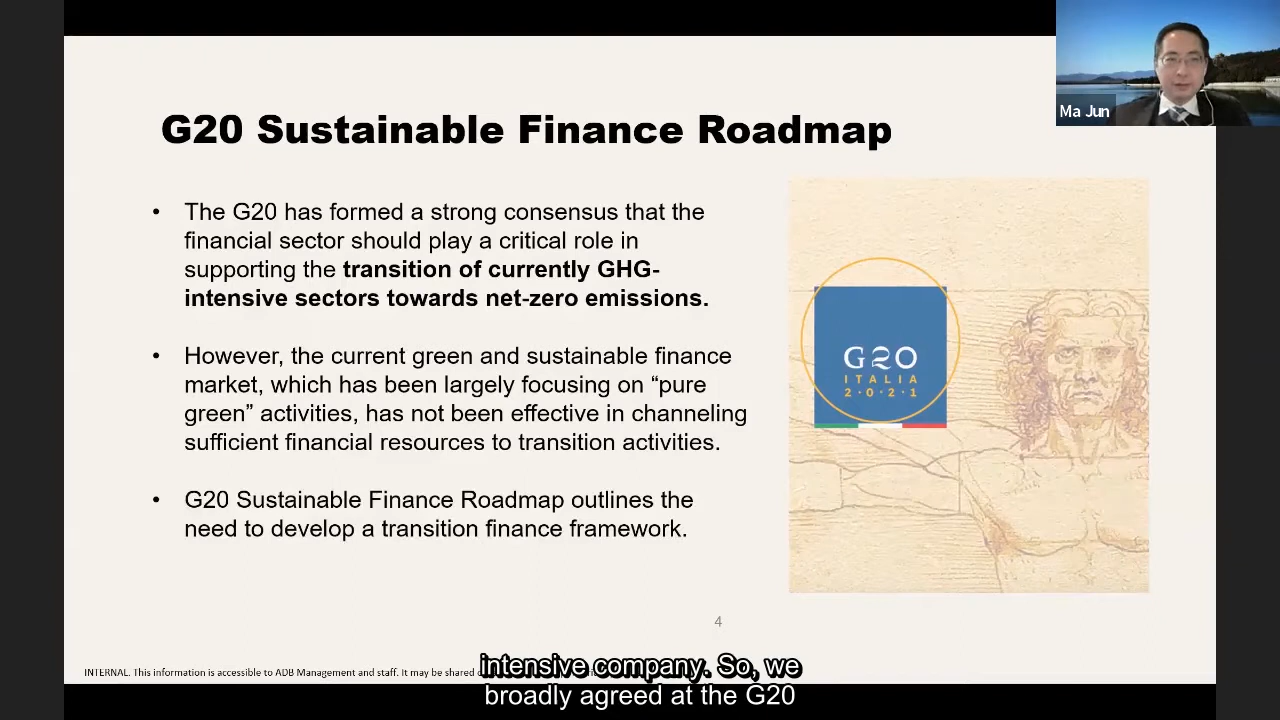 Ma Jun
G20 Sustainable Finance Roadmap
• The G20 has formed a strong consensus that the
financial sector should play a critical role in
supporting the transition of currently GHG-
intensive sectors towards net-zero emissions.
• However, the current green and sustainable finance
market, which has been largely focusing on “pure
green” activities, has not been effective in channeling
sufficient financial resources to transition activities.
• G20 Sustainable Finance Roadmap outlines the
need to develop a transition finance framework.
G20
ITALIA
2·0·2·1
4
INTERNAL. This information is accessible to ADB Management and staff. It may be shared
intensive company. So, we
broadly agreed at the G20